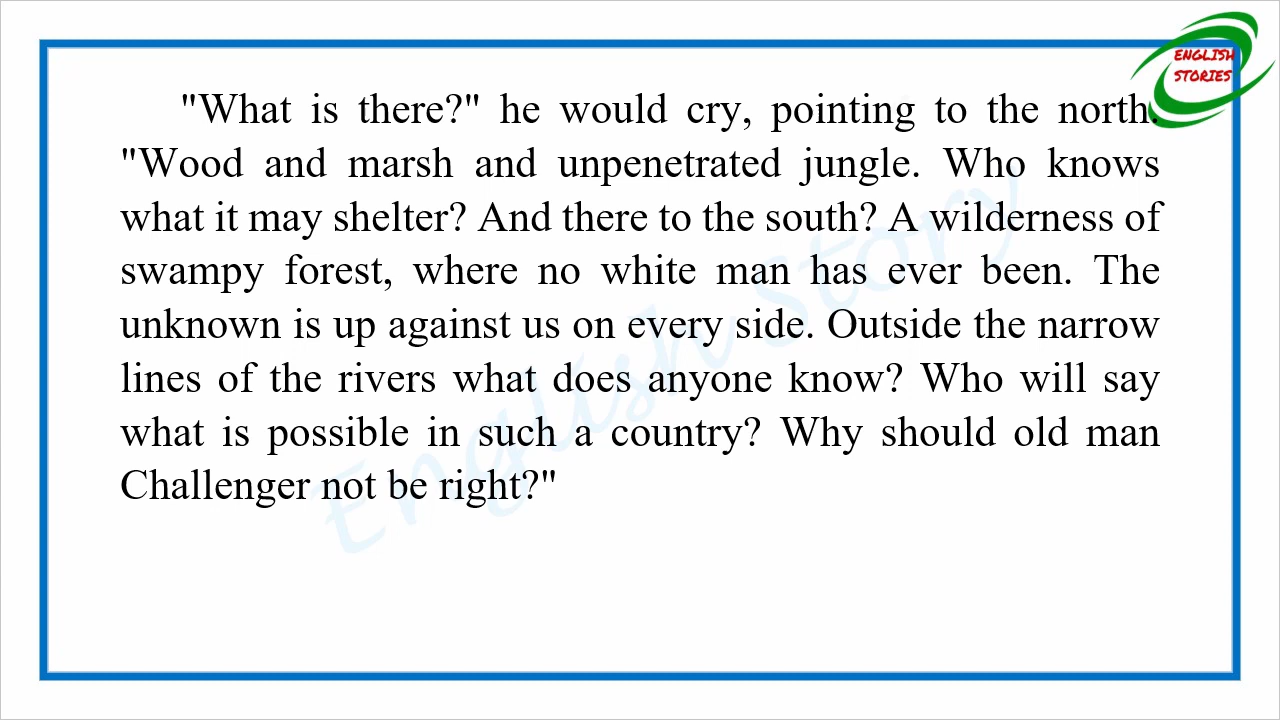 ENGLISH
STORIES
"What is there?" he would cry, pointing to the north.
"Wood and marsh and unpenetrated jungle. Who knows
what it may shelter? And there to the south? A wilderness of
swampy forest, where no white man has ever been. The
unknown is up against us on every side. Outside the narrow
lines of the rivers what does anyone know? Who will say
what is possible in such a country? Why should old man
Challenger not be right?"
English Story